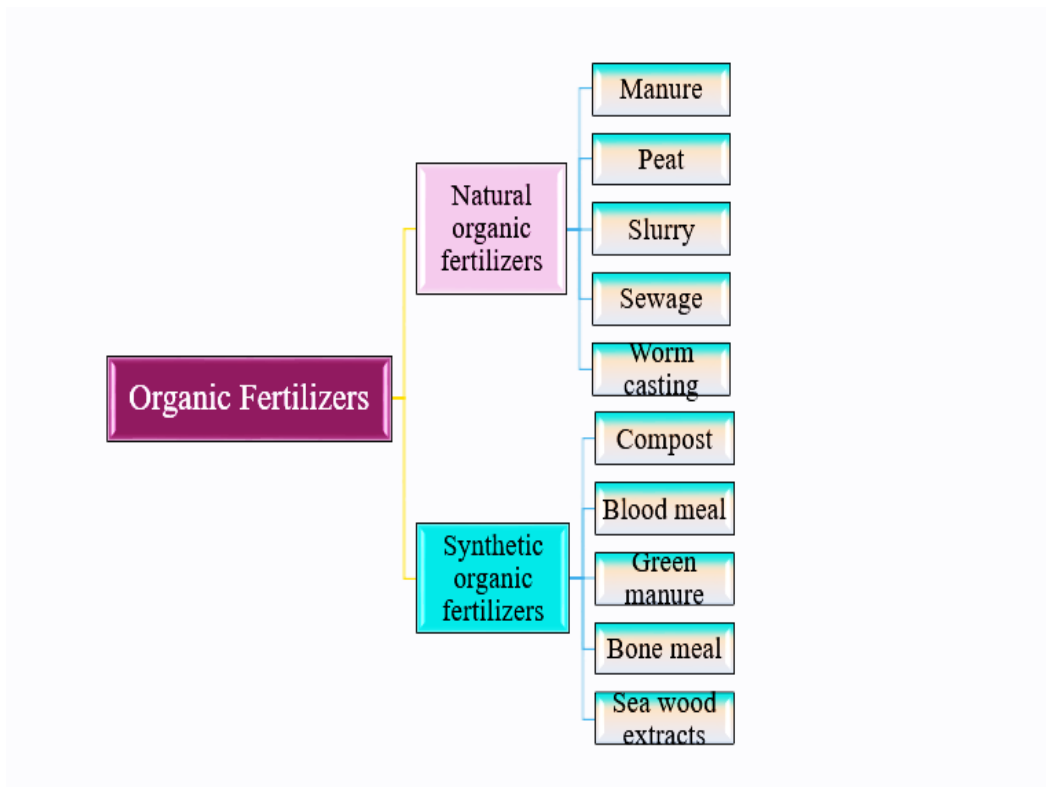 Manure
Peat
Natural
organic
fertilizers
Slurry
Sewage
Worm
casting
Organic Fertilizers
Compost
Blood meal
Synthetic
organic
fertilizers
Green
manure
Bone meal
Sea wood
extracts